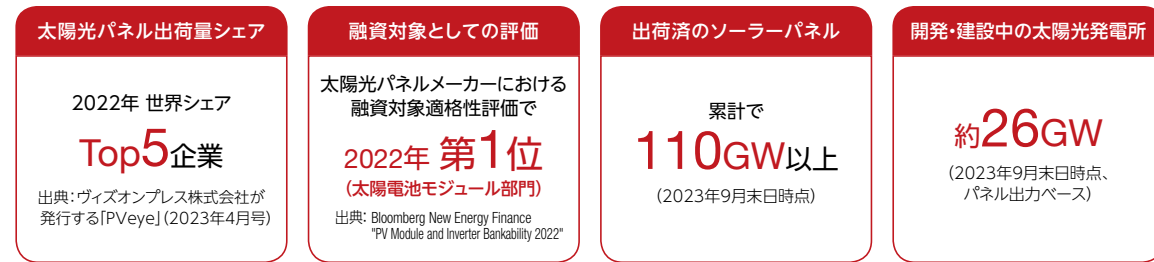 太陽光パネル出荷量シェア
2022年 世界シェア
Top5企業
出典:ヴィズオンプレス株式会社が
発行する「PVeye」(2023年4月号)
融資対象としての評価
太陽光パネルメーカーにおける
融資対象適格性評価で
2022年 第1位
(太陽電池モジュール部門)
出典: Bloomberg New Energy Finance
"PV Module and Inverter Bankability 2022"
出荷済のソーラーパネル
累計で
110GW以上
(2023年9月末日時点)
開発・建設中の太陽光発電所
約26GW
(2023年9月末日時点、
パネル出力ベース)